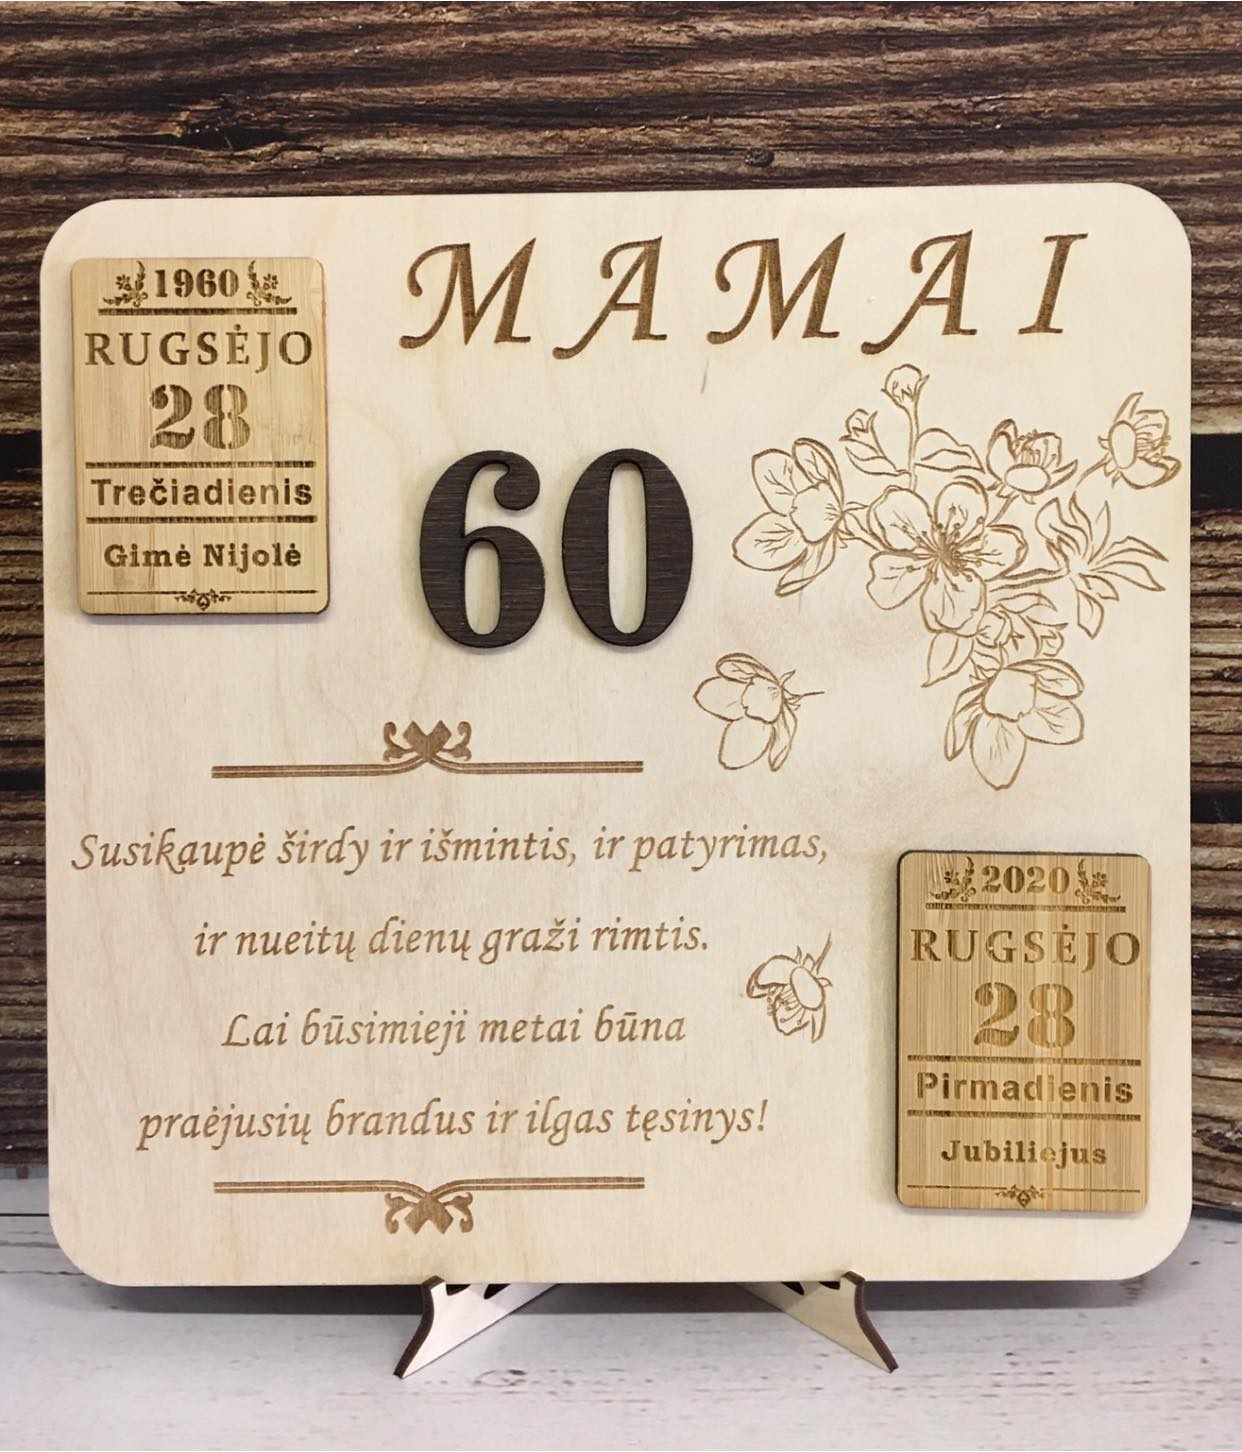 MAMAI
1960
RUGSĖJO
28
Trečiadienis
Gimė Nijolė
60
Susikaupė širdy ir išmintis, ir patyrimas,
ir nueitų dienų graži rimtis.
Lai būsimieji metai būna
praėjusių brandus ir ilgas tęsinys!
2020
RUGSĖJO
28
Pirmadienis
Jubiliejus